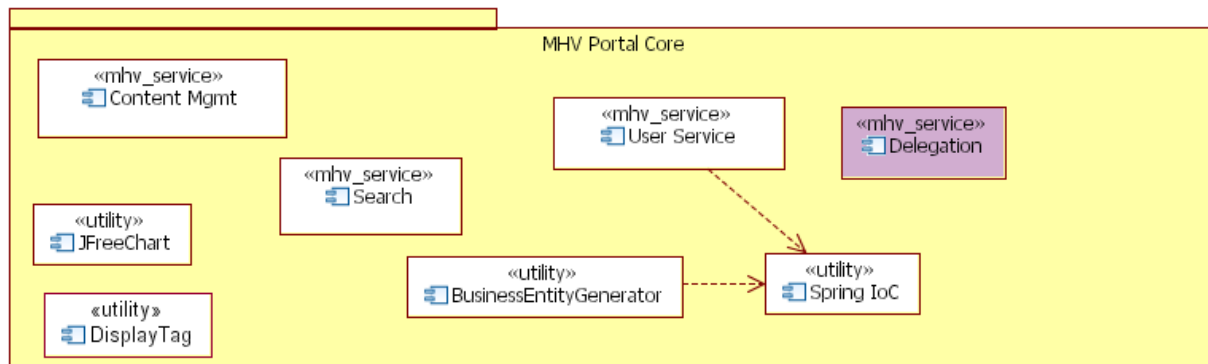 MHV Portal Core
«mhv_service»
Content Mgmt
«mhv_service»
User Service
«mhv_service»
Delegation
«mhv_service»
Search
«utility»
JFreeChart
«utility»
BusinessEntityGenerator
«utility»
Spring IoC
«utility»
DisplayTag